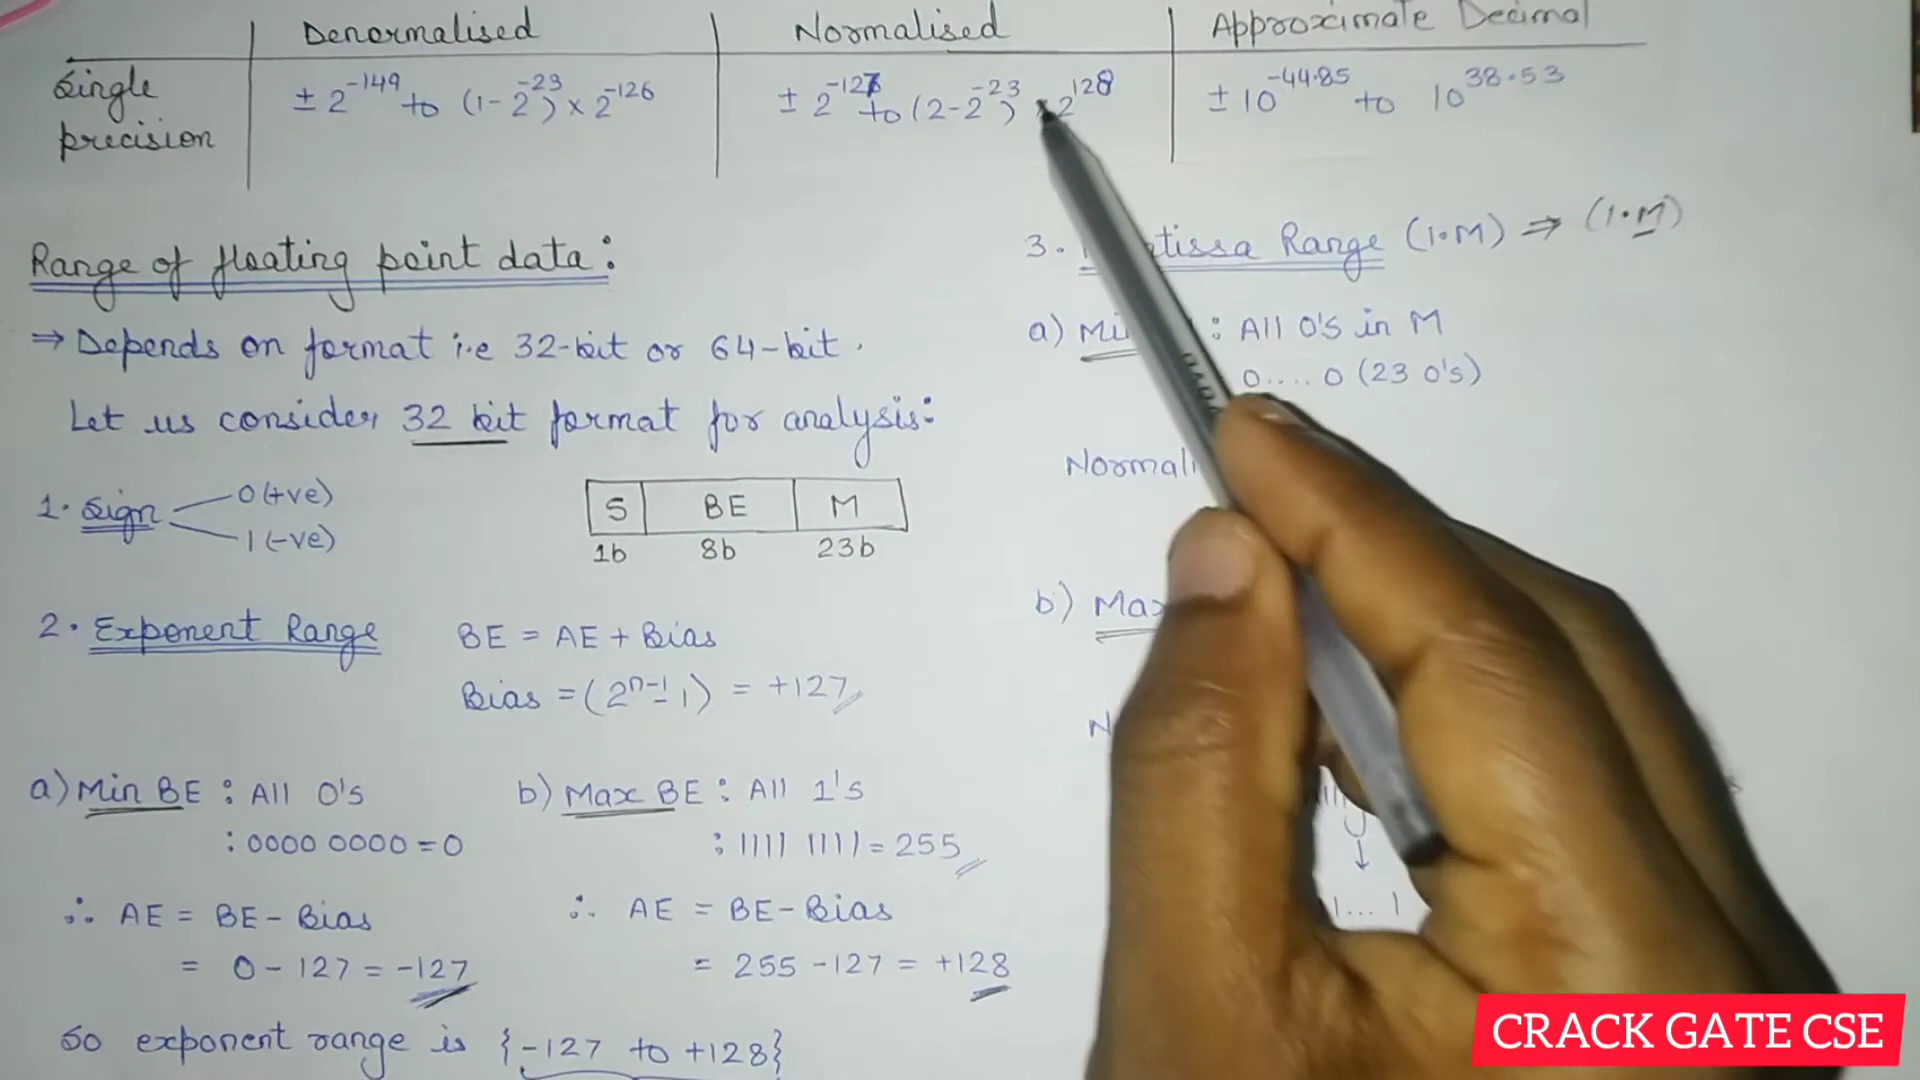 Denormalised Normalised Approximate Decimal
Single precision ± 2^-149 to (1-2^-23) × 2^-126 ± 2^-127 to (2-2^-23) × 2^128 ± 10^-44.85 to 10^38.53
Range of floating point data:
⇒ Depends on format i.e 32-bit or 64-bit.
Let us consider 32 bit format for analysis:
1. Sign
0 (+ve)
1 (-ve)
S BE M
1b 8b 23b
2. Exponent Range
BE = AE + Bias
Bias = (2^n-1 - 1) = +127
a) Min BE : All 0's
: 0000 0000 = 0
∴ AE = BE - Bias
= 0 - 127 = -127
b) Max BE : All 1's
: 1111 1111 = 255
∴ AE = BE - Bias
= 255 - 127 = +128
So exponent range is {-127 to +128}
3. Range (1.M) ⇒ (1.M)
a) : All 0's in M
0.... 0 (23 0's)
b)
1... 1
CRACK GATE CSE